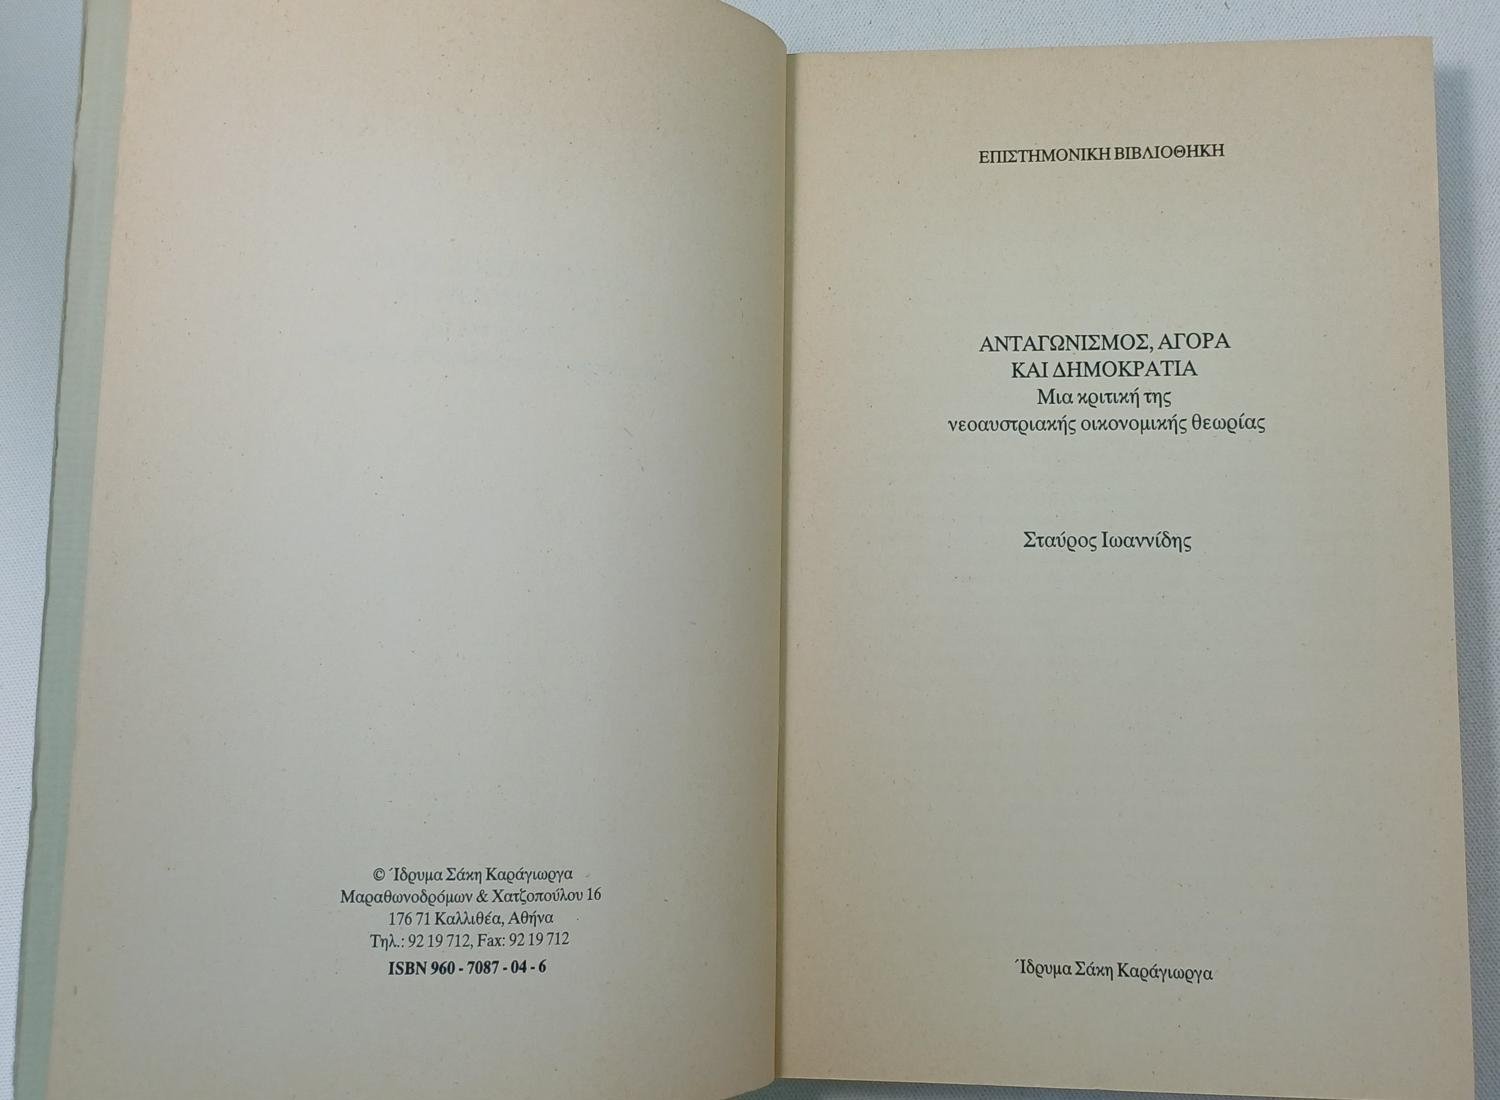 © Ίδρυμα Σάκη Καράγιωργα
Μαραθωνοδρόμων & Χατζοπούλου 16
176 71 Καλλιθέα, Αθήνα
Τηλ.: 92 19 712, Fax: 92 19 712
ISBN 960 - 7087 - 04 - 6
ΕΠΙΣΤΗΜΟΝΙΚΗ ΒΙΒΛΙΟΘΗΚΗ
ΑΝΤΑΓΩΝΙΣΜΟΣ, ΑΓΟΡΑ
ΚΑΙ ΔΗΜΟΚΡΑΤΙΑ
Μια κριτική της
νεοαυστριακής οικονομικής θεωρίας
Σταύρος Ιωαννίδης
Ίδρυμα Σάκη Καράγιωργα